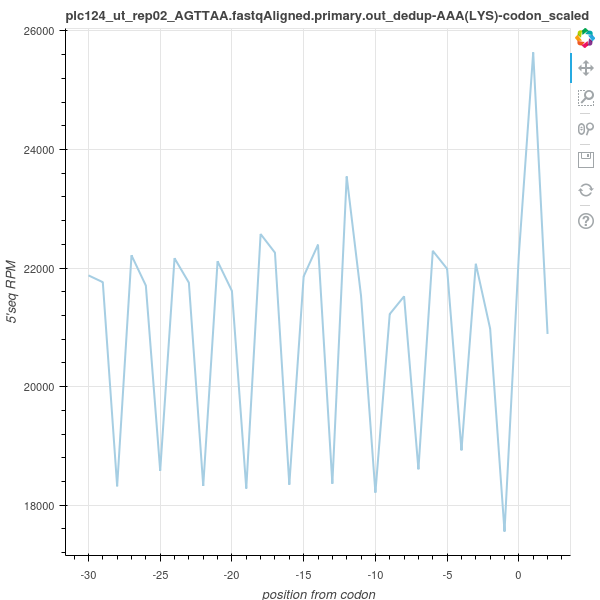 plc124_ut_rep02_AGTTAA.fastqAligned.primary.out_dedup-AAA(LYS)-codon_scaled
26000
24000
22000
20000
18000
5'seq RPM
-30 -25 -20 -15 -10 -5 0
position from codon